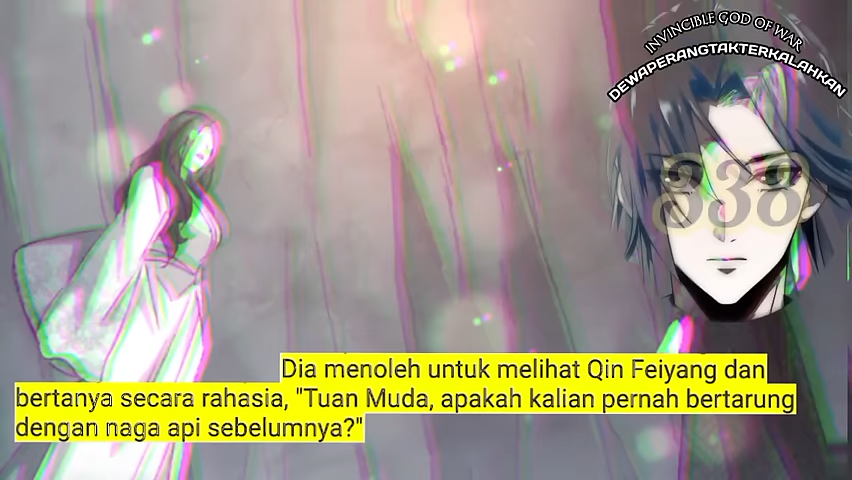 INVINCIBLE GOD OF WAR
DEWAPERANGTAKTERKALAHKAN
338
Dia menoleh untuk melihat Qin Feiyang dan
bertanya secara rahasia, "Tuan Muda, apakah kalian pernah bertarung
dengan naga api sebelumnya?"